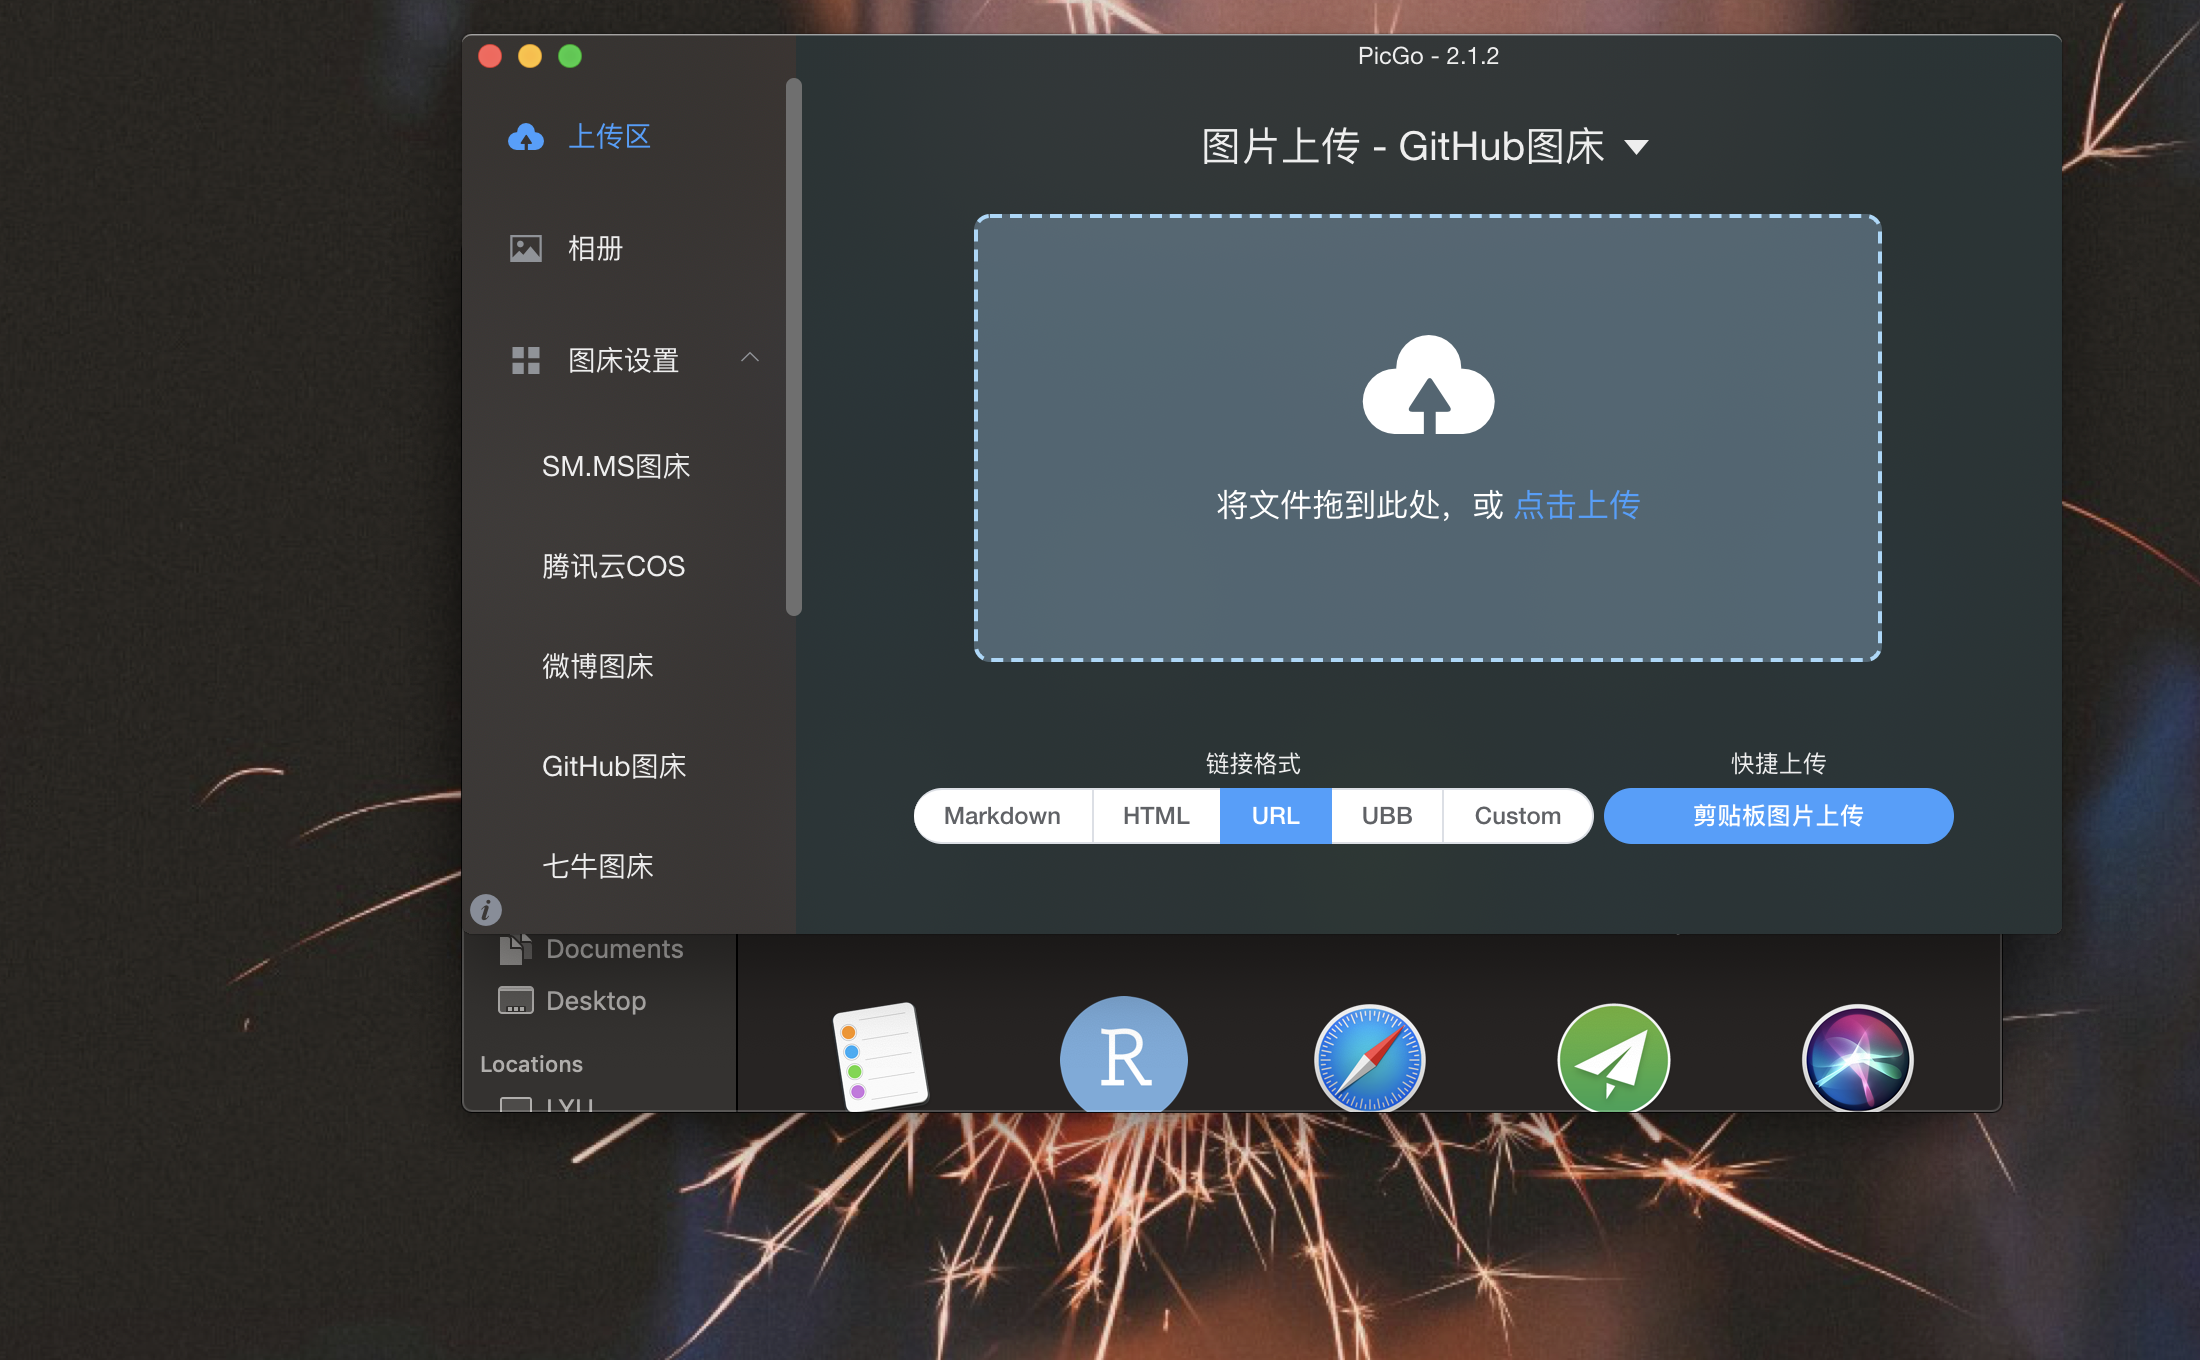 PicGo - 2.1.2
上传区
相册
图床设置
SM.MS图床
腾讯云COS
微博图床
GitHub图床
七牛图床
图片上传 - GitHub图床
将文件拖到此处，或 点击上传
链接格式
Markdown
HTML
URL
UBB
Custom
快捷上传
剪贴板图片上传
Documents
Desktop
Locations
R